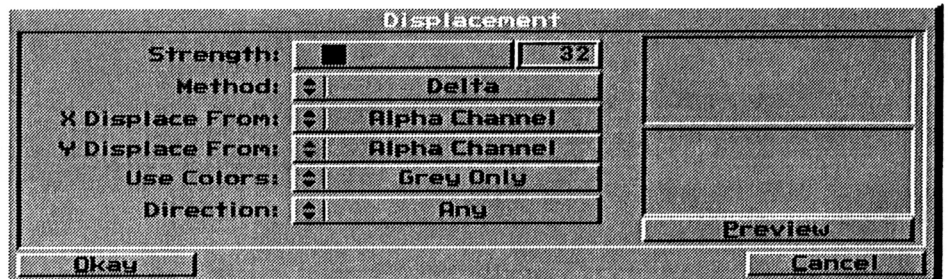 Displacement
Strength: 32
Method: Delta
X Displace From: Alpha Channel
Y Displace From: Alpha Channel
Use Colors: Grey Only
Direction: Any
Preview
Okay Cancel